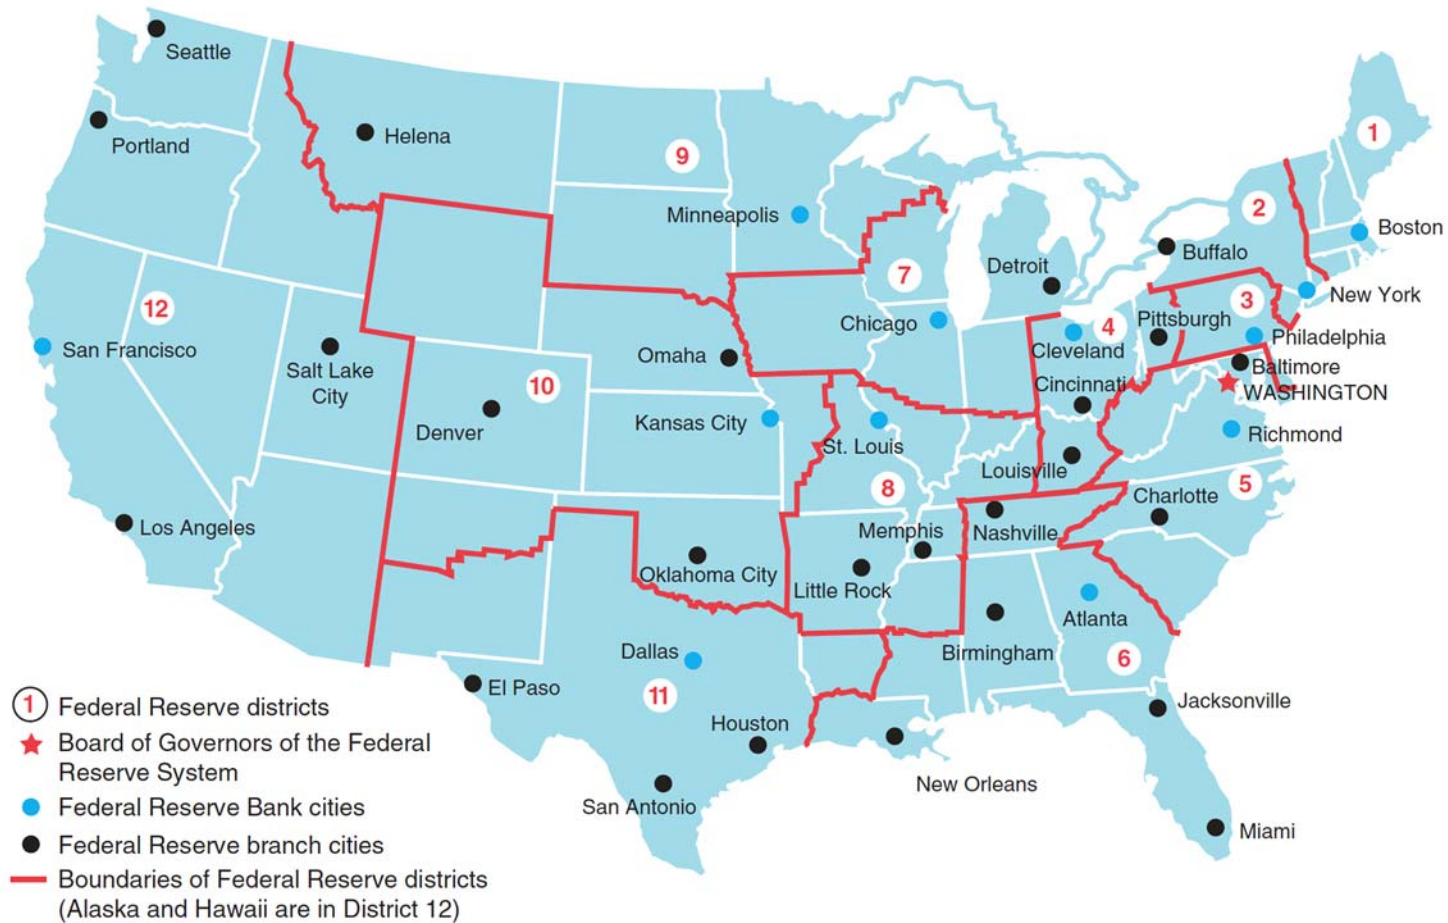 Seattle
Portland
Helena
9
1
Minneapolis
2
Boston
Buffalo
Detroit
7
12
3
New York
4
Pittsburgh
Chicago
Philadelphia
San Francisco
Cleveland
Omaha
Baltimore
Salt Lake
City
10
Cincinnati
WASHINGTON
Denver
Kansas City
St. Louis
Richmond
Louisville
8
5
Charlotte
Los Angeles
Memphis
Nashville
Oklahoma City
Little Rock
Atlanta
Dallas
Birmingham
6
El Paso
11
Jacksonville
Houston
New Orleans
San Antonio
Miami
1 Federal Reserve districts
Board of Governors of the Federal
Reserve System
Federal Reserve Bank cities
Federal Reserve branch cities
Boundaries of Federal Reserve districts
(Alaska and Hawaii are in District 12)